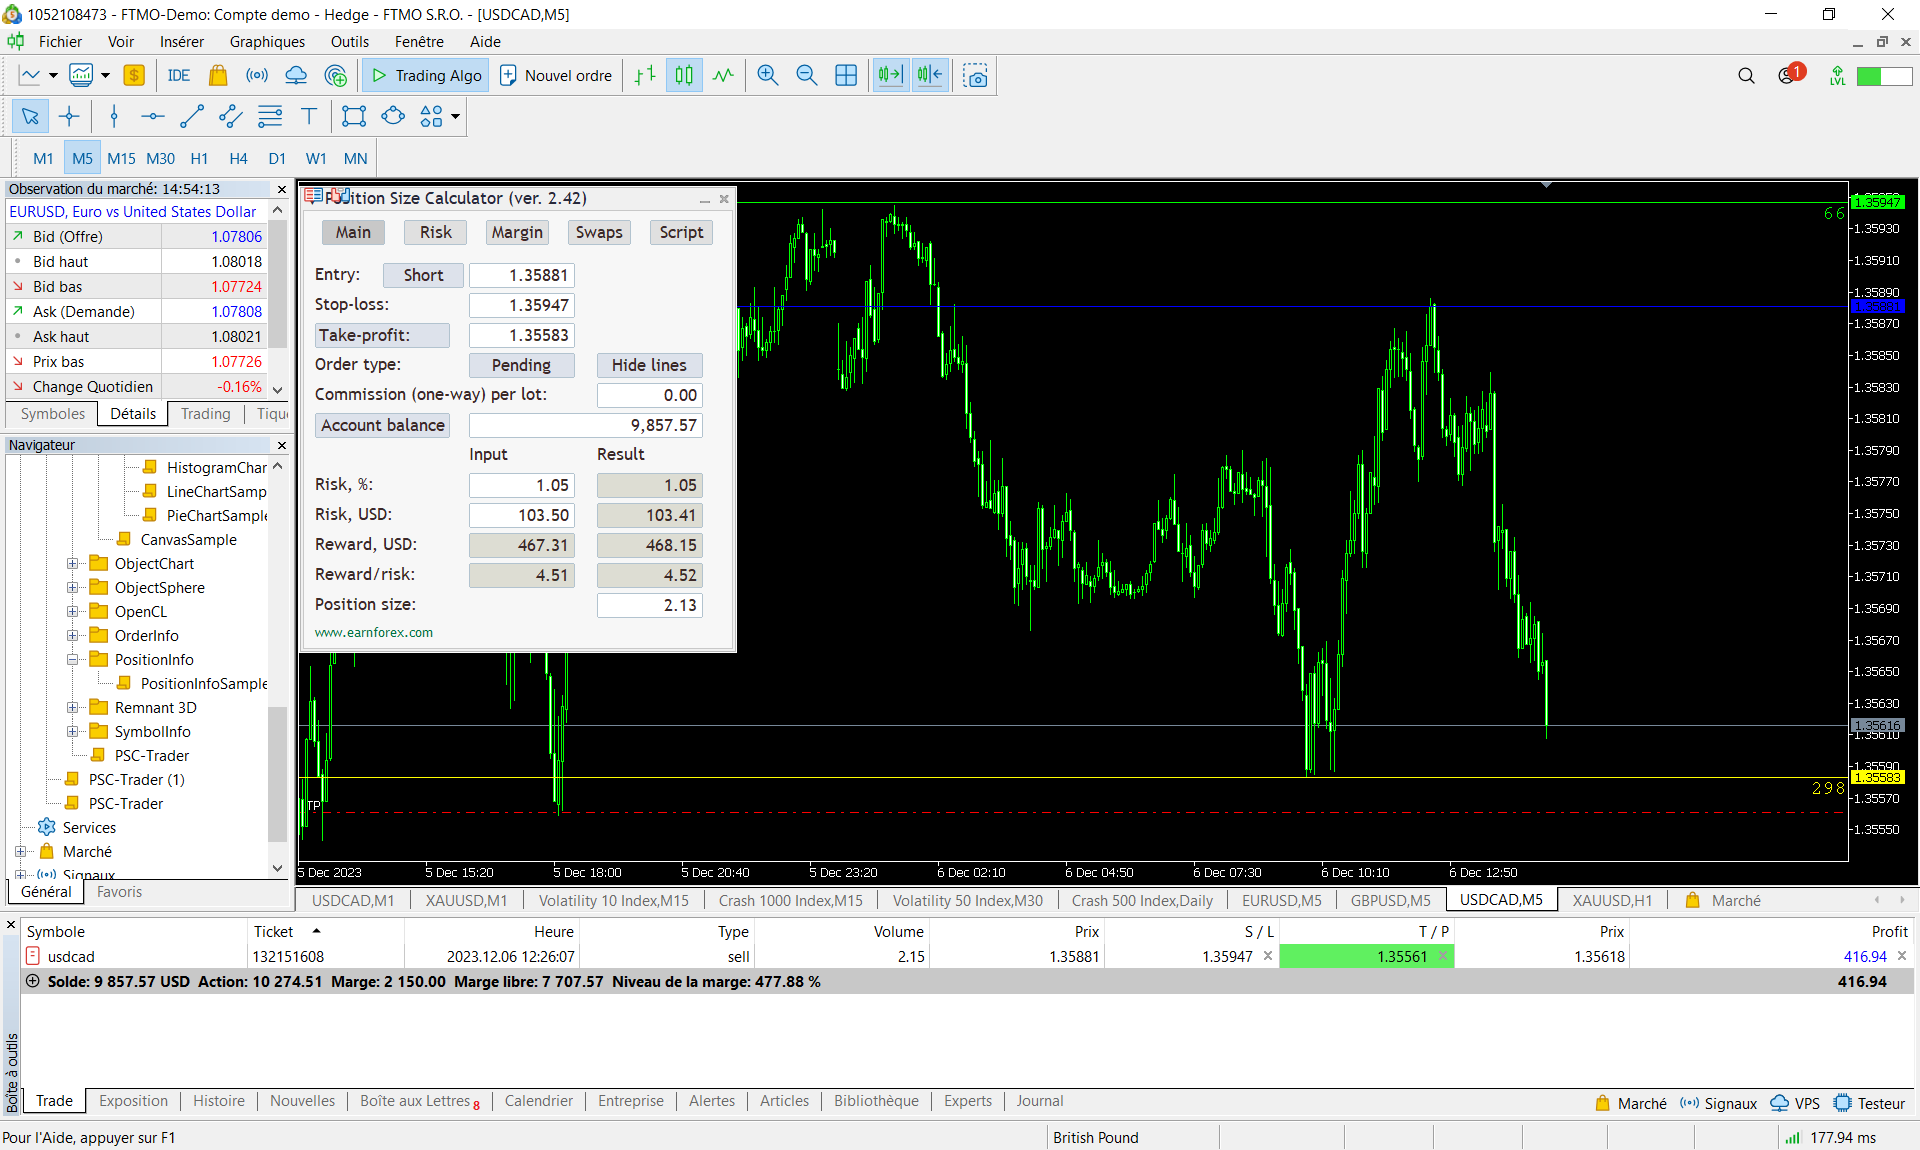 1052108473 - FTMO-Demo: Compte demo - Hedge - FTMO S.R.O. - [USDCAD,M5]
Fichier Voir Insérer Graphiques Outils Fenêtre Aide
IDE Trading Algo Nouvel ordre 1 LVL
M1 M5 M15 M30 H1 H4 D1 W1 MN
Observation du marché: 14:54:13
EURUSD, Euro vs United States Dollar
Bid (Offre) 1.07806
Bid haut 1.08018
Bid bas 1.07724
Ask (Demande) 1.07808
Ask haut 1.08021
Prix bas 1.07726
Change Quotidien -0.16%
Symboles Détails Trading Tiqu
Navigateur
HistogramChar
LineChartSamp
PieChartSample
CanvasSample
ObjectChart
ObjectSphere
OpenCL
OrderInfo
PositionInfo
PositionInfoSample
Remnant 3D
SymbolInfo
PSC-Trader
PSC-Trader (1)
PSC-Trader
Services
Marché
Signaux
Général Favoris
Position Size Calculator (ver. 2.42)
Main Risk Margin Swaps Script
Entry: Short 1.35881
Stop-loss: 1.35947
Take-profit: 1.35583
Order type: Pending Hide lines
Commission (one-way) per lot: 0.00
Account balance 9,857.57
Input Result
Risk, %: 1.05 1.05
Risk, USD: 103.50 103.41
Reward, USD: 467.31 468.15
Reward/risk: 4.51 4.52
Position size: 2.13
www.earnforex.com
TP
1.35947
66
1.35930
1.35910
1.35890
1.35870
1.35850
1.35830
1.35810
1.35790
1.35770
1.35750
1.35730
1.35710
1.35690
1.35670
1.35650
1.35630
1.35616
1.35610
1.35590
1.35583
298
1.35570
1.35550
5 Dec 2023 5 Dec 15:20 5 Dec 18:00 5 Dec 20:40 5 Dec 23:20 6 Dec 02:10 6 Dec 04:50 6 Dec 07:30 6 Dec 10:10 6 Dec 12:50
USDCAD,M1 XAUUSD,M1 Volatility 10 Index,M15 Crash 1000 Index,M15 Volatility 50 Index,M30 Crash 500 Index,Daily EURUSD,M5 GBPUSD,M5 USDCAD,M5 XAUUSD,H1 Marché
Symbole Ticket Heure Type Volume Prix S / L T / P Prix Profit
usdcad 132151608 2023.12.06 12:26:07 sell 2.15 1.35881 1.35947 1.35561 1.35618 416.94
Solde: 9 857.57 USD Action: 10 274.51 Marge: 2 150.00 Marge libre: 7 707.57 Niveau de la marge: 477.88 % 416.94
Boîte à outils
Trade Exposition Histoire Nouvelles Boîte aux Lettres 8 Calendrier Entreprise Alertes Articles Bibliothèque Experts Journal
Marché Signaux VPS Testeur
Pour l'Aide, appuyer sur F1 British Pound 177.94 ms